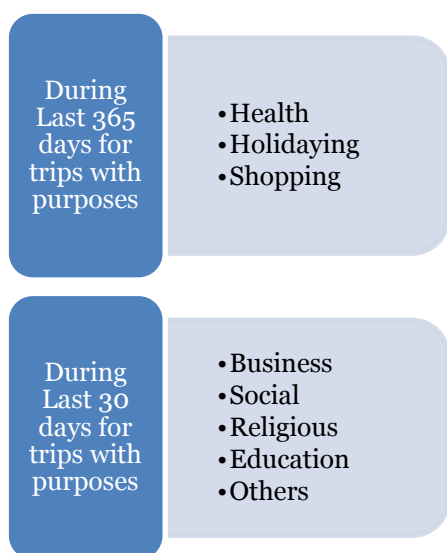 During
Last 365
days for
trips with
purposes
•Health
•Holidaying
•Shopping
During
Last 30
days for
trips with
purposes
•Business
•Social
•Religious
•Education
•Others